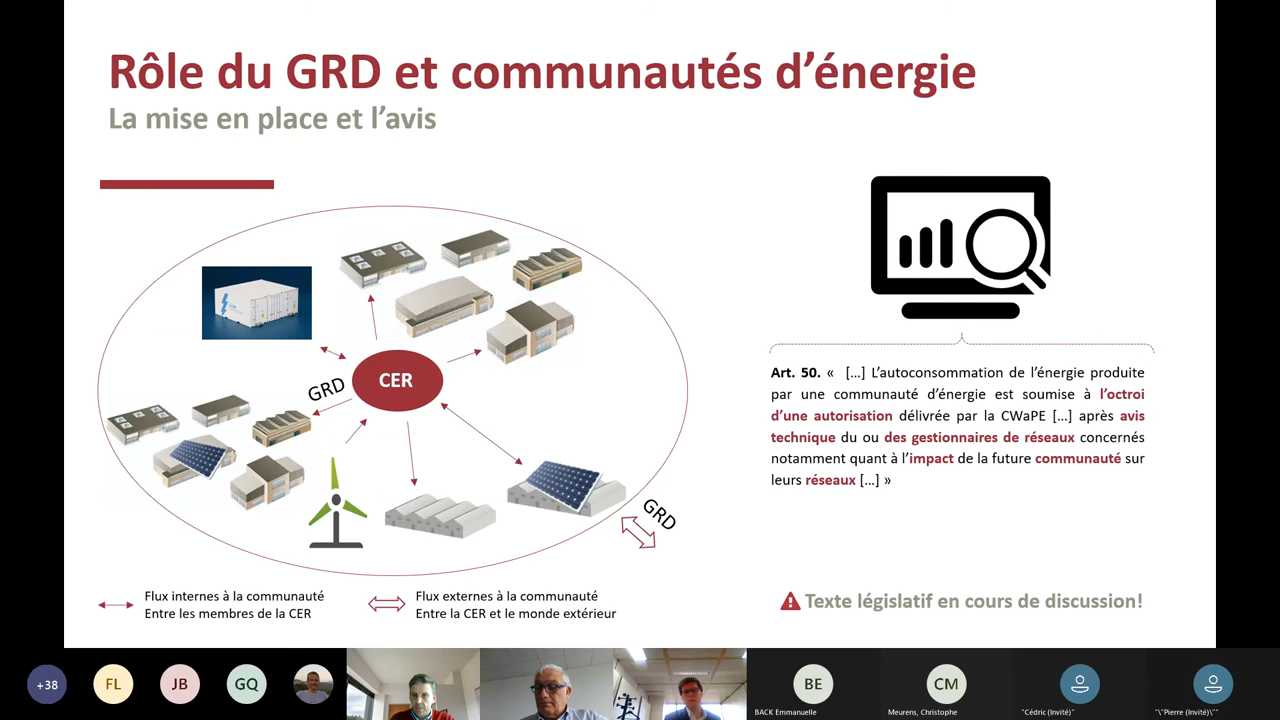 Rôle du GRD et communautés d’énergie
La mise en place et l’avis
CER
GRD
GRD
Flux internes à la communauté
Entre les membres de la CER
Flux externes à la communauté
Entre la CER et le monde extérieur
Art. 50. « […] L’autoconsommation de l’énergie produite
par une communauté d’énergie est soumise à l’octroi
d’une autorisation délivrée par la CWaPE […] après avis
technique du ou des gestionnaires de réseaux concernés
notamment quant à l’impact de la future communauté sur
leurs réseaux […] »
Texte législatif en cours de discussion!
+38
FL
JB
GQ
BE
BACK Emmanuelle
CM
Meurens, Christophe
"Cédric (Invité)"
"\"Pierre (Invité)\""